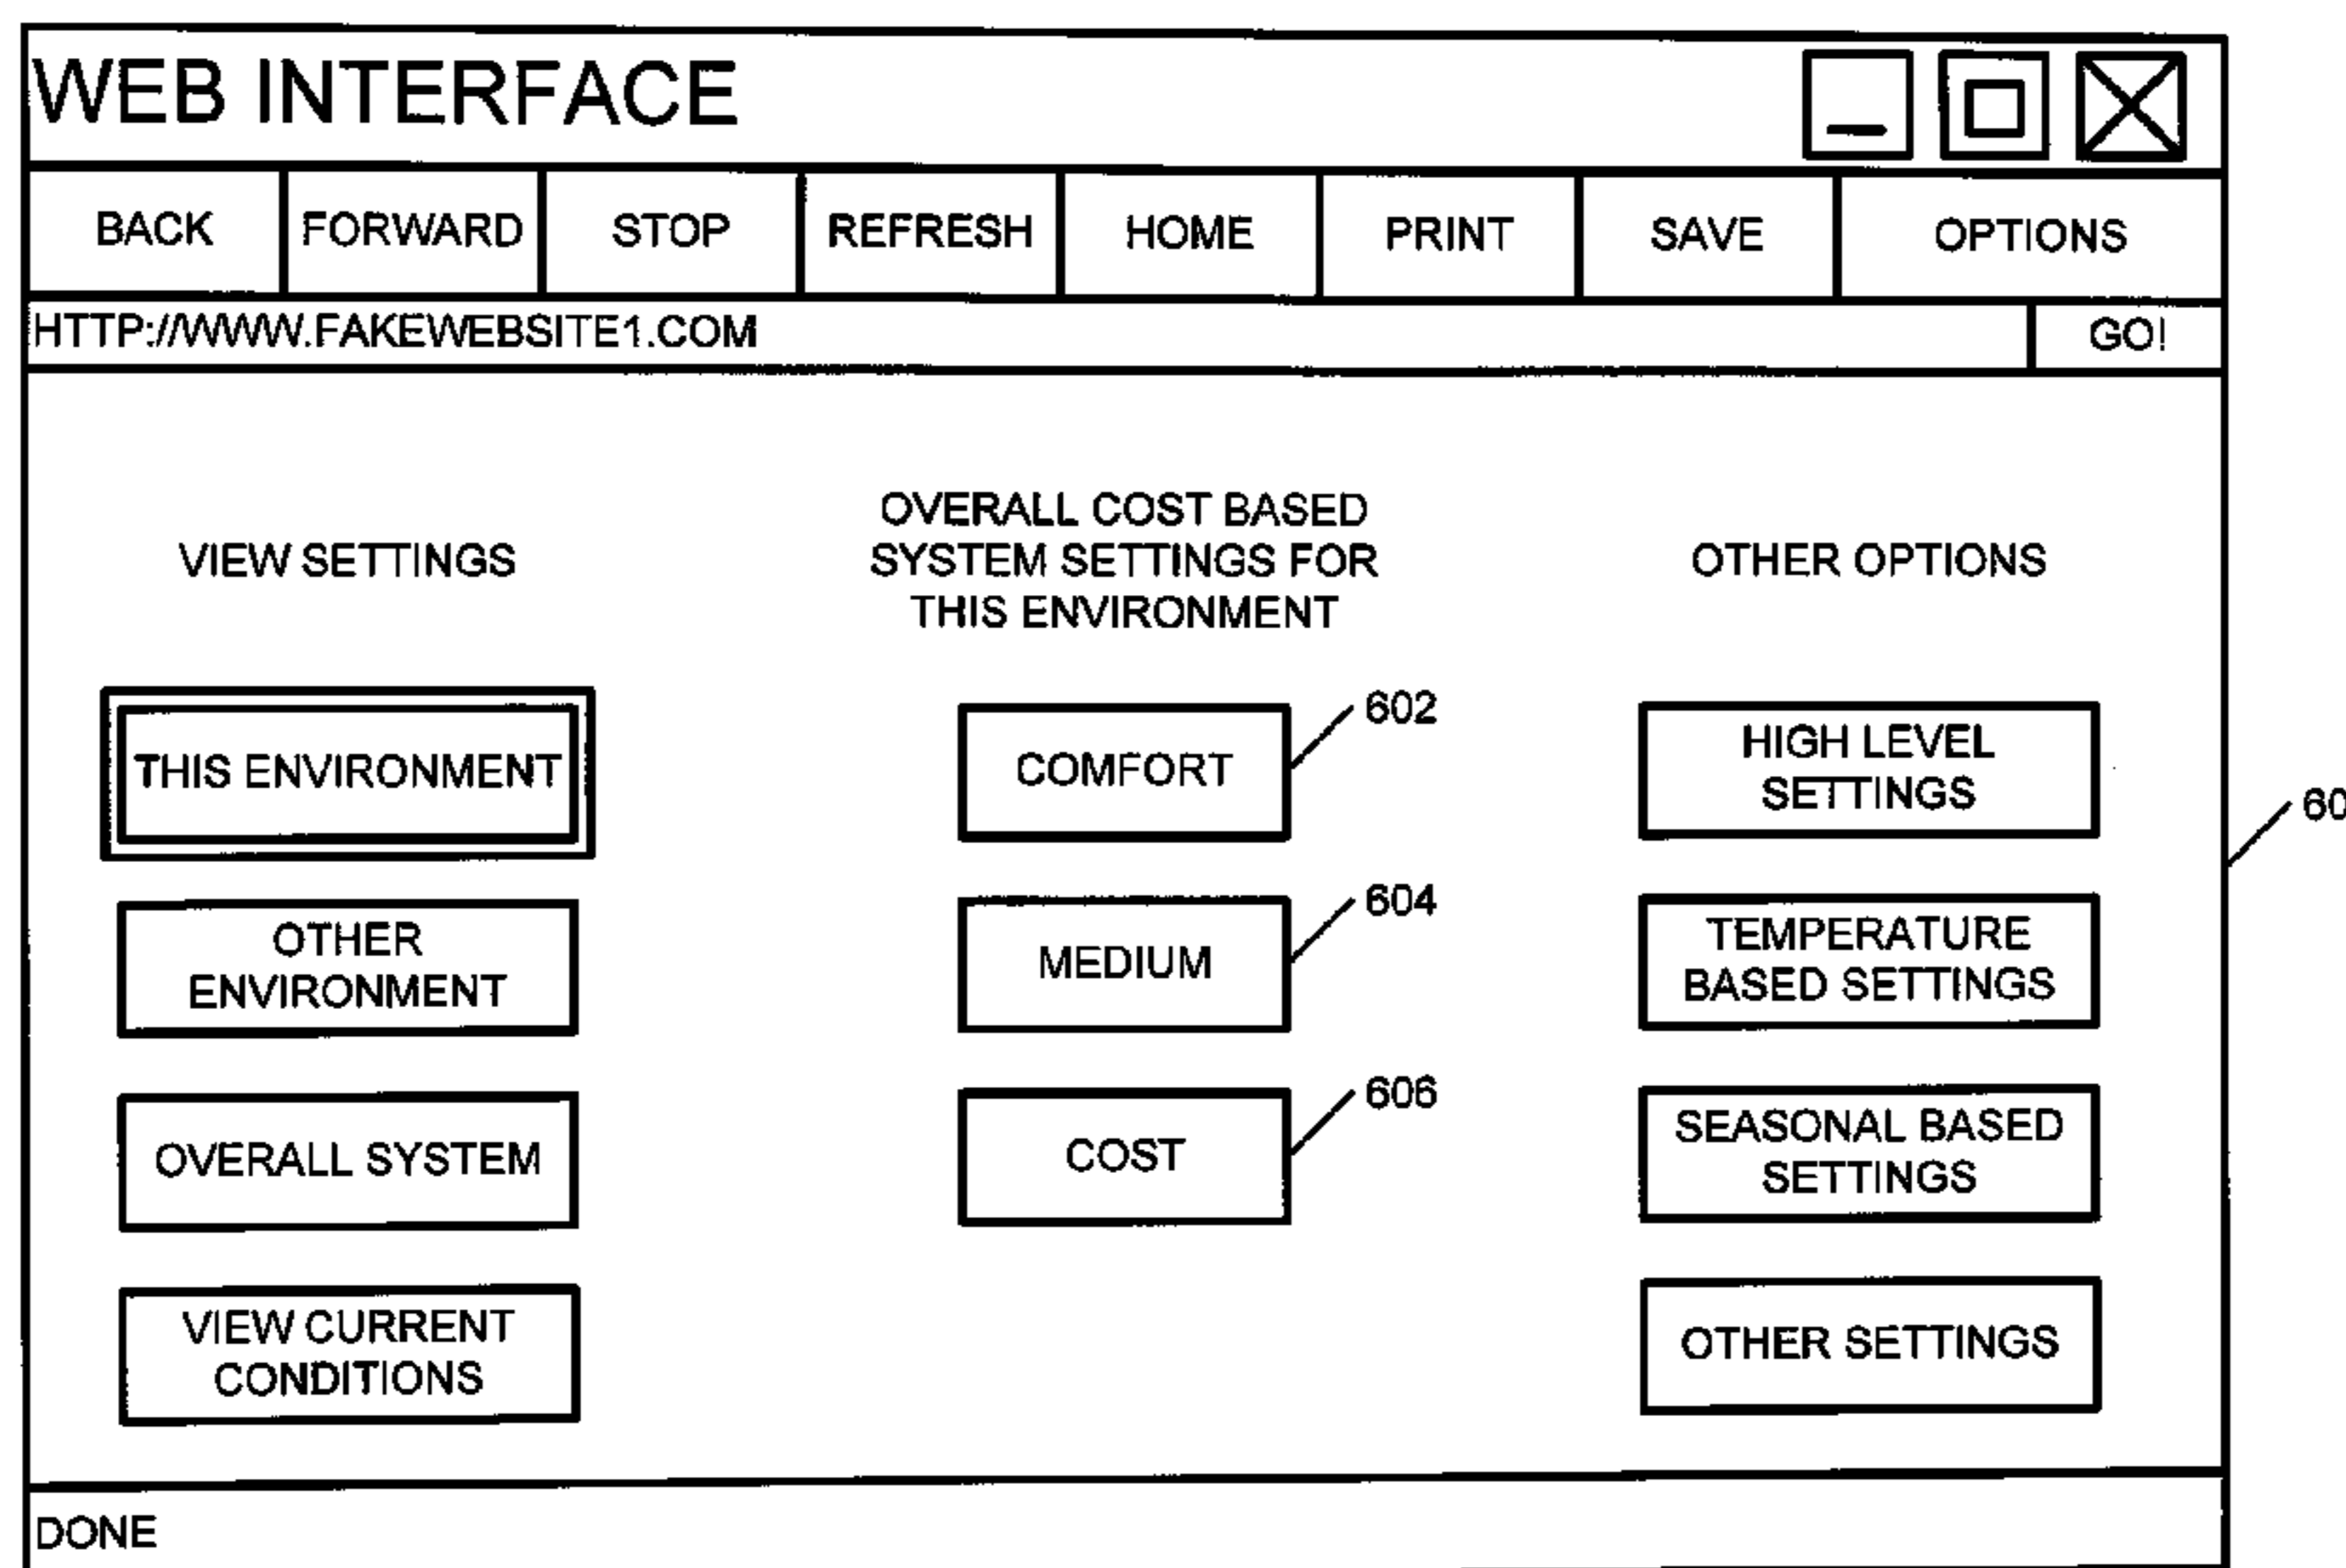 WEB INTERFACE
BACK FORWARD STOP REFRESH HOME PRINT SAVE OPTIONS
HTTP://WWW.FAKEWEBSITE1.COM GO!
VIEW SETTINGS
OVERALL COST BASED
SYSTEM SETTINGS FOR
THIS ENVIRONMENT
OTHER OPTIONS
THIS ENVIRONMENT
OTHER
ENVIRONMENT
OVERALL SYSTEM
VIEW CURRENT
CONDITIONS
COMFORT
602
MEDIUM
604
COST
606
HIGH LEVEL
SETTINGS
TEMPERATURE
BASED SETTINGS
SEASONAL BASED
SETTINGS
OTHER SETTINGS
DONE